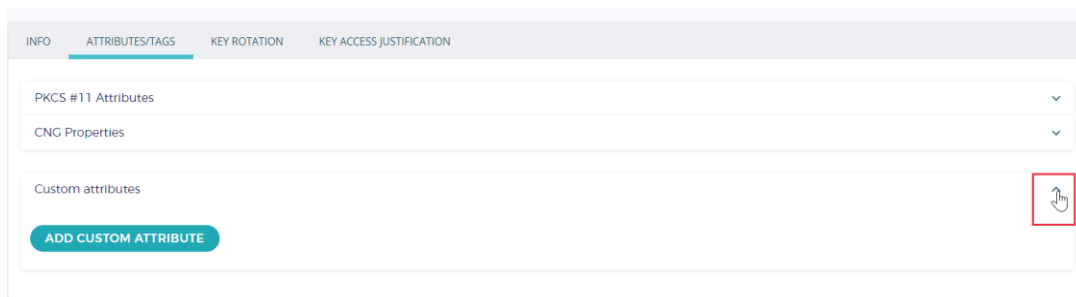 INFO ATTRIBUTES/TAGS KEY ROTATION KEY ACCESS JUSTIFICATION
PKCS #11 Attributes
CNG Properties
Custom attributes
ADD CUSTOM ATTRIBUTE